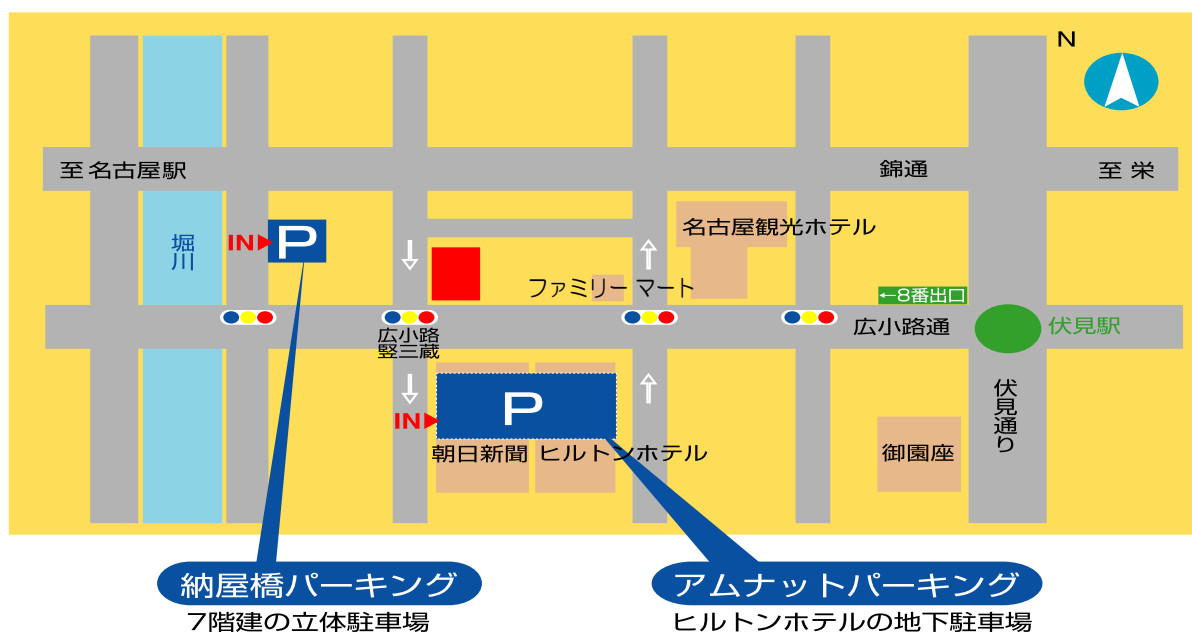 N
至名古屋駅
錦通
至 栄
堀川
IN
P
名古屋観光ホテル
ファミリーマート
←8番出口
広小路通
伏見駅
広小路
竪三蔵
伏見通り
IN
P
朝日新聞
ヒルトンホテル
御園座
納屋橋パーキング
7階建の立体駐車場
アムナットパーキング
ヒルトンホテルの地下駐車場